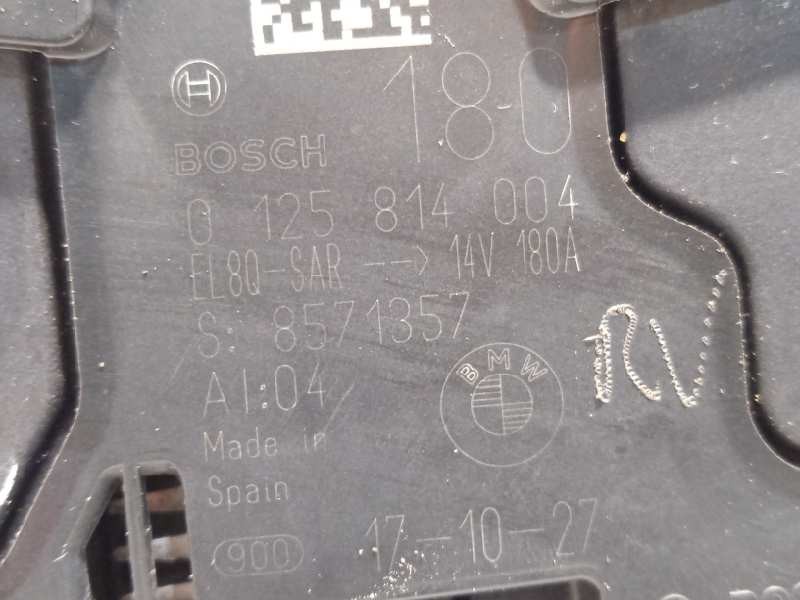 18-0
BOSCH
0 125 814 004
EL8Q-SAR --> 14V 180A
S: 8571357
AI:04
BMW
RV
Made in
Spain
900
17-10-27